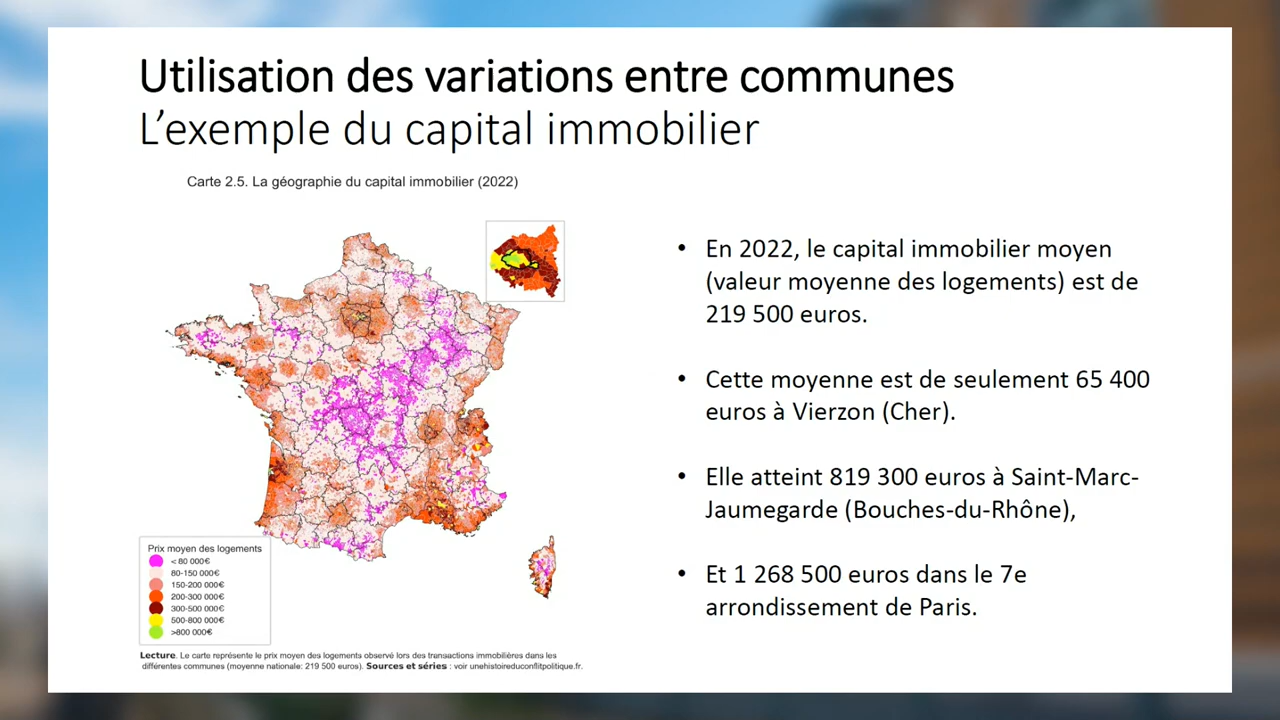 Utilisation des variations entre communes
L’exemple du capital immobilier
Carte 2.5. La géographie du capital immobilier (2022)
Prix moyen des logements
< 80 000€
80-150 000€
150-200 000€
200-300 000€
300-500 000€
500-800 000€
>800 000€
Lecture. Le carte représente le prix moyen des logements observé lors des transactions immobilières dans les
différentes communes (moyenne nationale: 219 500 euros). Sources et séries : voir unehistoireduconflitpolitique.fr.
• En 2022, le capital immobilier moyen
(valeur moyenne des logements) est de
219 500 euros.
• Cette moyenne est de seulement 65 400
euros à Vierzon (Cher).
• Elle atteint 819 300 euros à Saint-Marc-
Jaumegarde (Bouches-du-Rhône),
• Et 1 268 500 euros dans le 7e
arrondissement de Paris.